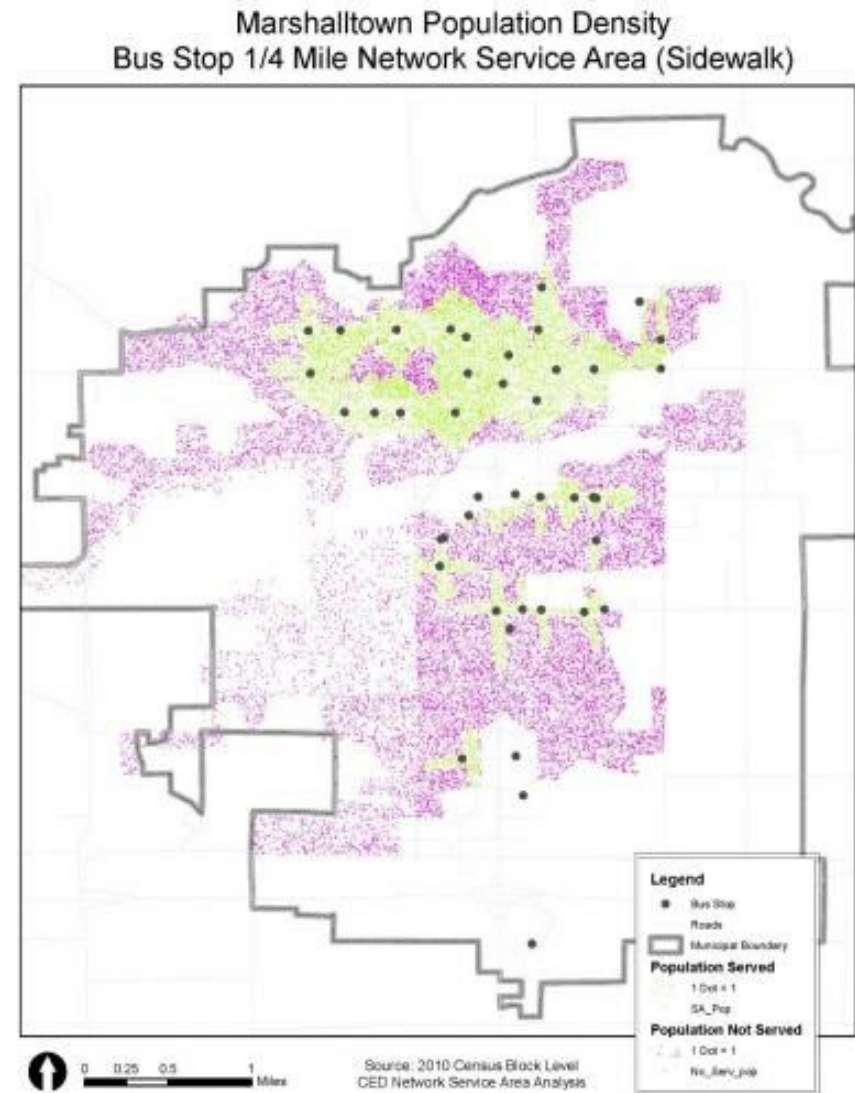 Marshalltown Population Density
Bus Stop 1/4 Mile Network Service Area (Sidewalk)
Legend
Bus Stop
Roads
Municipal Boundary
Population Served
1 Dot = 1
SA_Pop
Population Not Served
1 Dot = 1
No_Serv_pop
0 0.25 0.5 1
Miles
Source: 2010 Census Block Level
CED Network Service Area Analysis